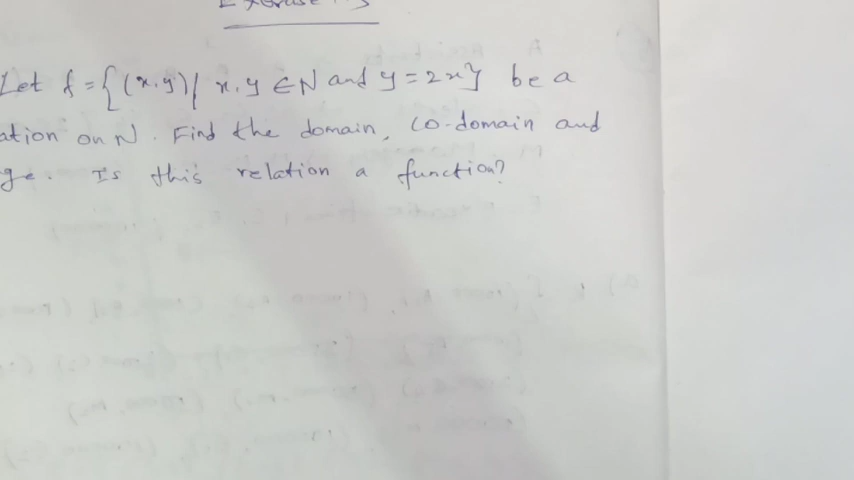 Let f = {(x,y) / x, y ∈ N and y = 2x} be a
ation on N. Find the domain, co-domain and
ge. Is this relation a function?